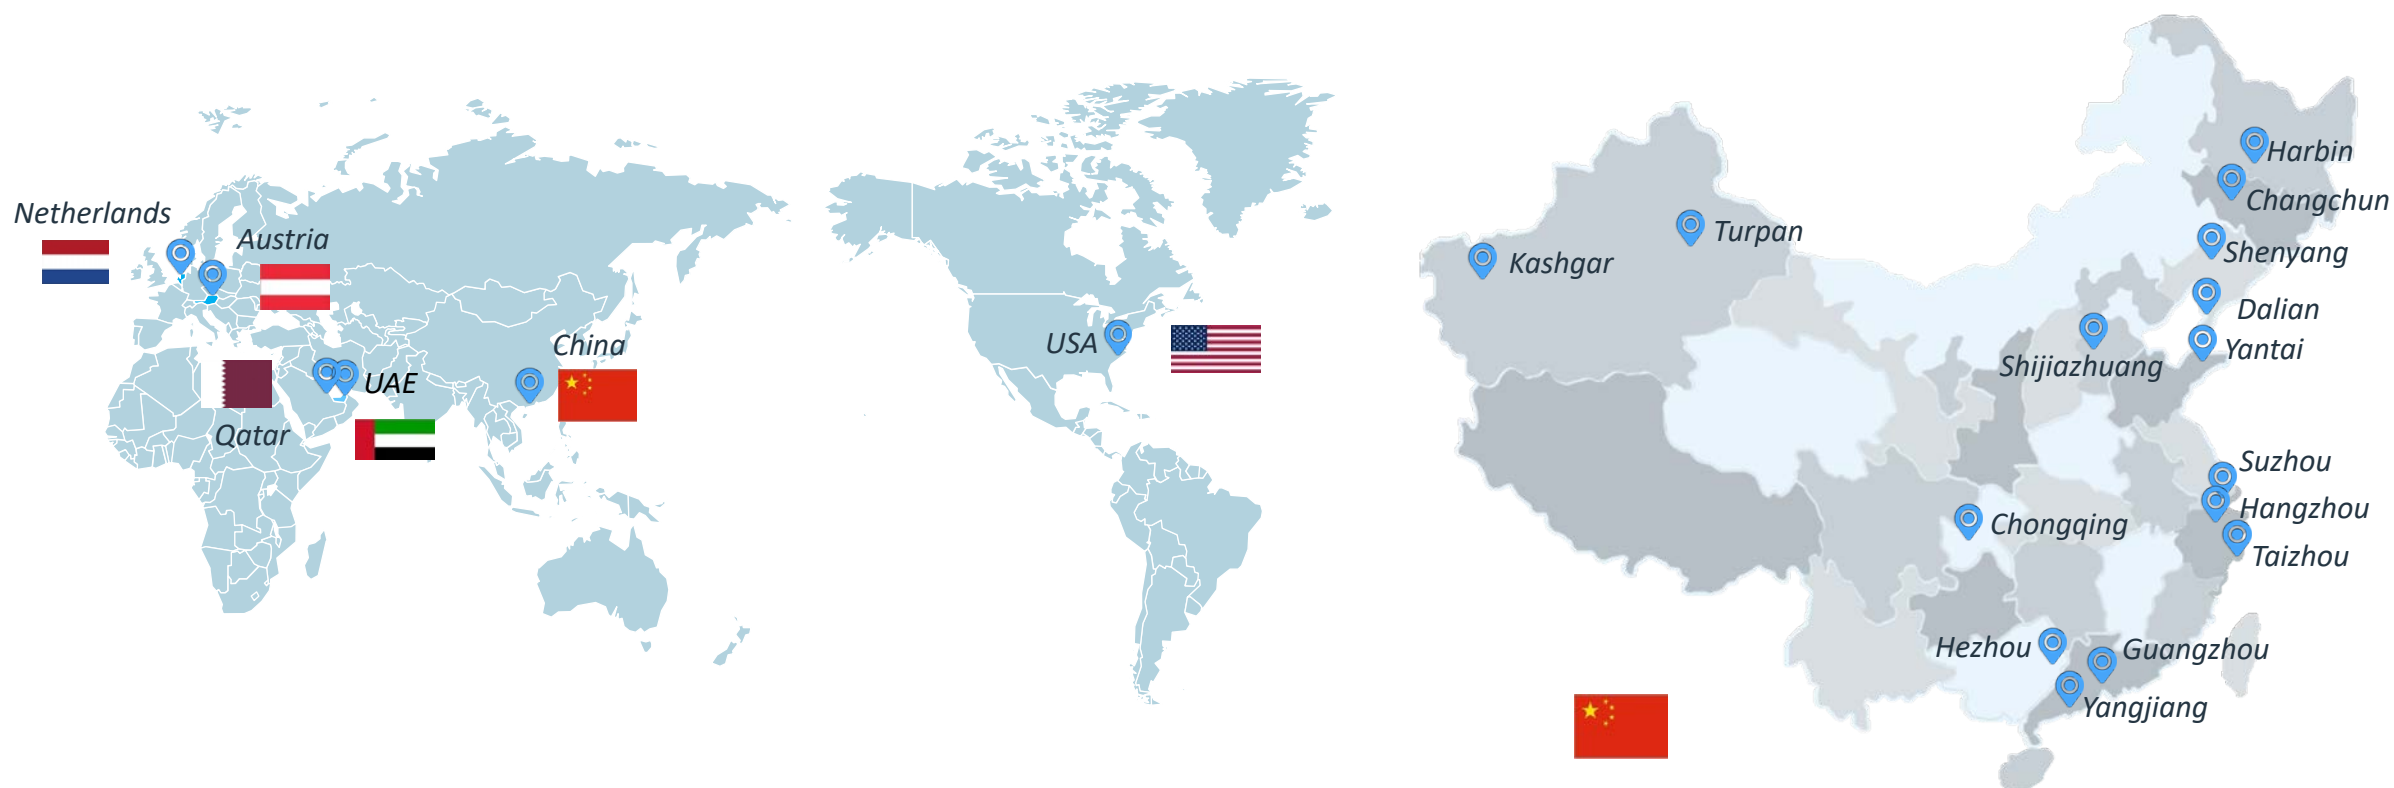 Netherlands
Austria
China
UAE
Qatar
USA
Harbin
Changchun
Turpan
Shenyang
Kashgar
Dalian
Yantai
Shijiazhuang
Suzhou
Hangzhou
Chongqing
Taizhou
Hezhou
Guangzhou
Yangjiang